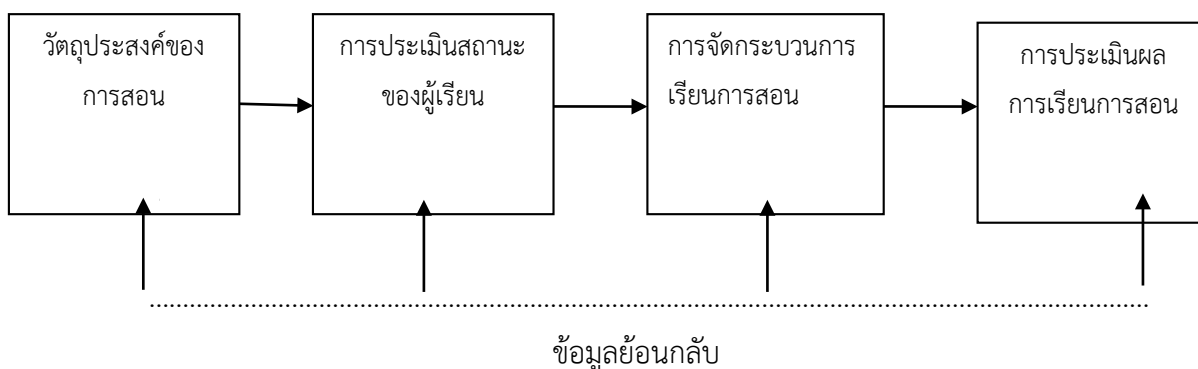 วัตถุประสงค์ของ
การสอน
การประเมินสถานะ
ของผู้เรียน
การจัดกระบวนการ
เรียนการสอน
การประเมินผล
การเรียนการสอน
ข้อมูลย้อนกลับ